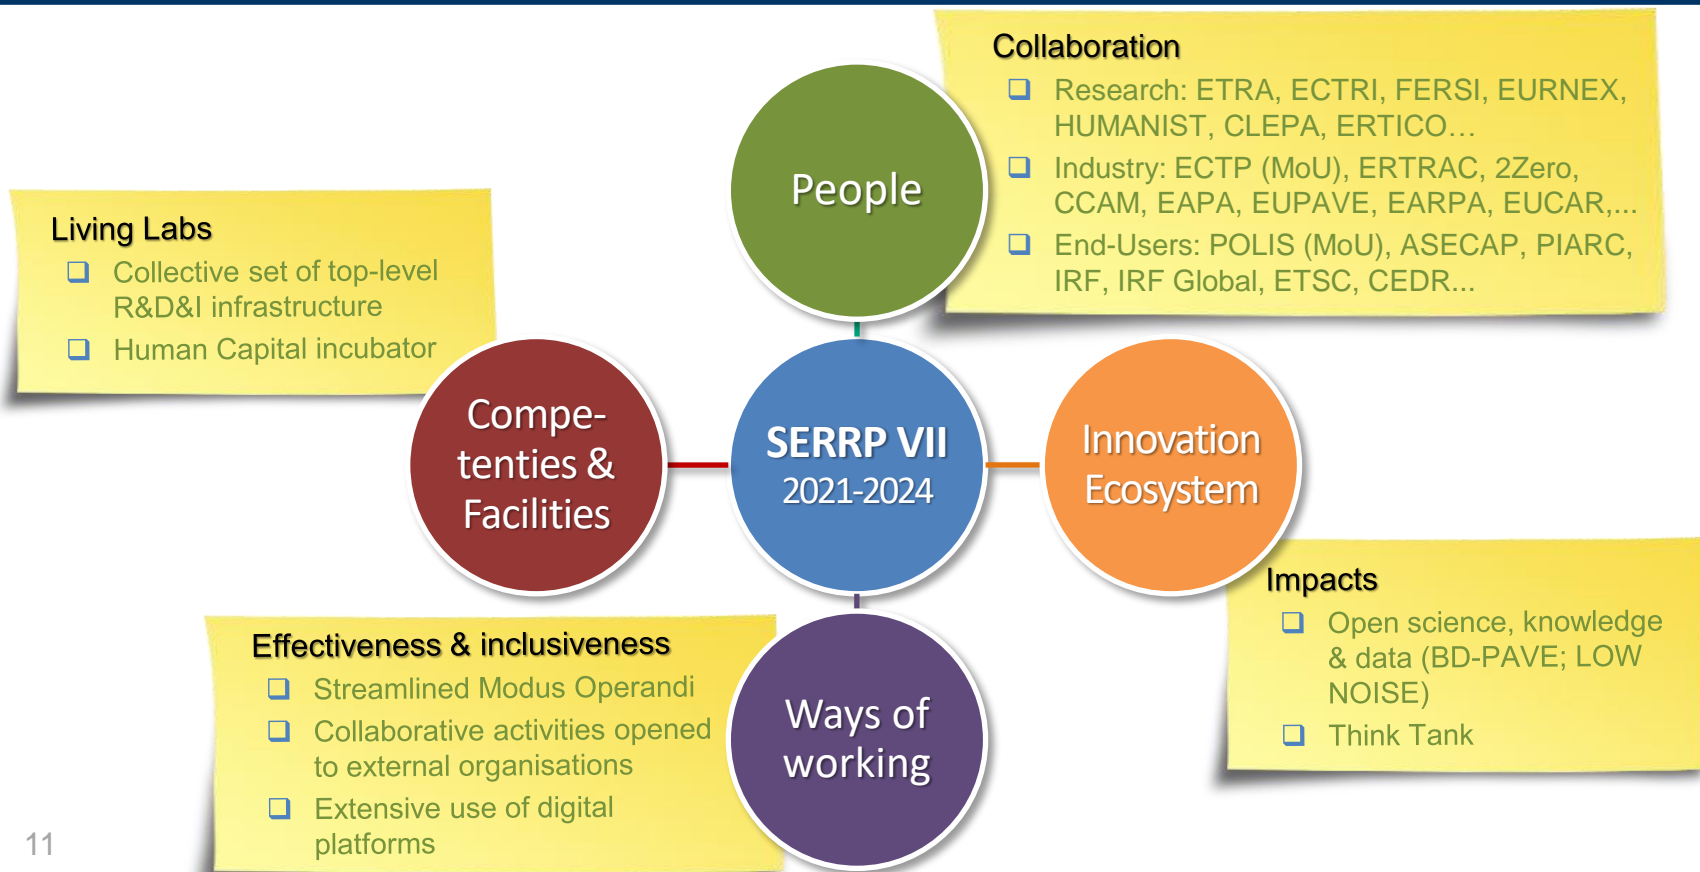 Collaboration
❑ Research: ETRA, ECTRI, FERSI, EURNEX,
HUMANIST, CLEPA, ERTICO…
❑ Industry: ECTP (MoU), ERTRAC, 2Zero,
CCAM, EAPA, EUPAVE, EARPA, EUCAR,...
❑ End-Users: POLIS (MoU), ASECAP, PIARC,
IRF, IRF Global, ETSC, CEDR...
People
Living Labs
❑ Collective set of top-level
R&D&I infrastructure
❑ Human Capital incubator
Compe-
tenties &
Facilities
SERRP VII
2021-2024
Innovation
Ecosystem
Impacts
❑ Open science, knowledge
& data (BD-PAVE; LOW
NOISE)
❑ Think Tank
Effectiveness & inclusiveness
❑ Streamlined Modus Operandi
❑ Collaborative activities opened
to external organisations
❑ Extensive use of digital
platforms
Ways of
working
11